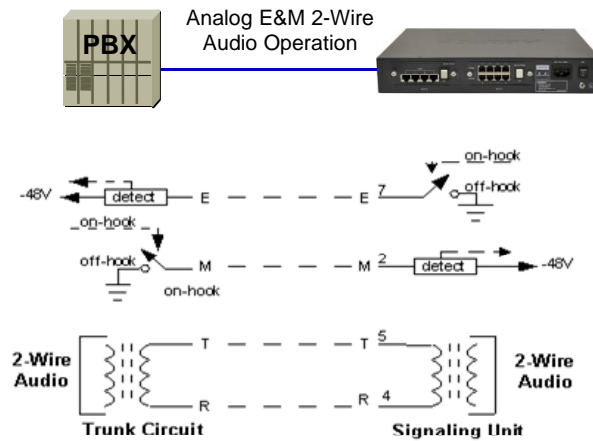 Analog E&M 2-Wire
Audio Operation
PBX
on-hook
-48V
detect
E
E
7
off-hook
on-hook
off-hook
M
M
2
detect
-48V
on-hook
2-Wire
Audio
T
T
5
2-Wire
Audio
R
R
4
Trunk Circuit
Signaling Unit